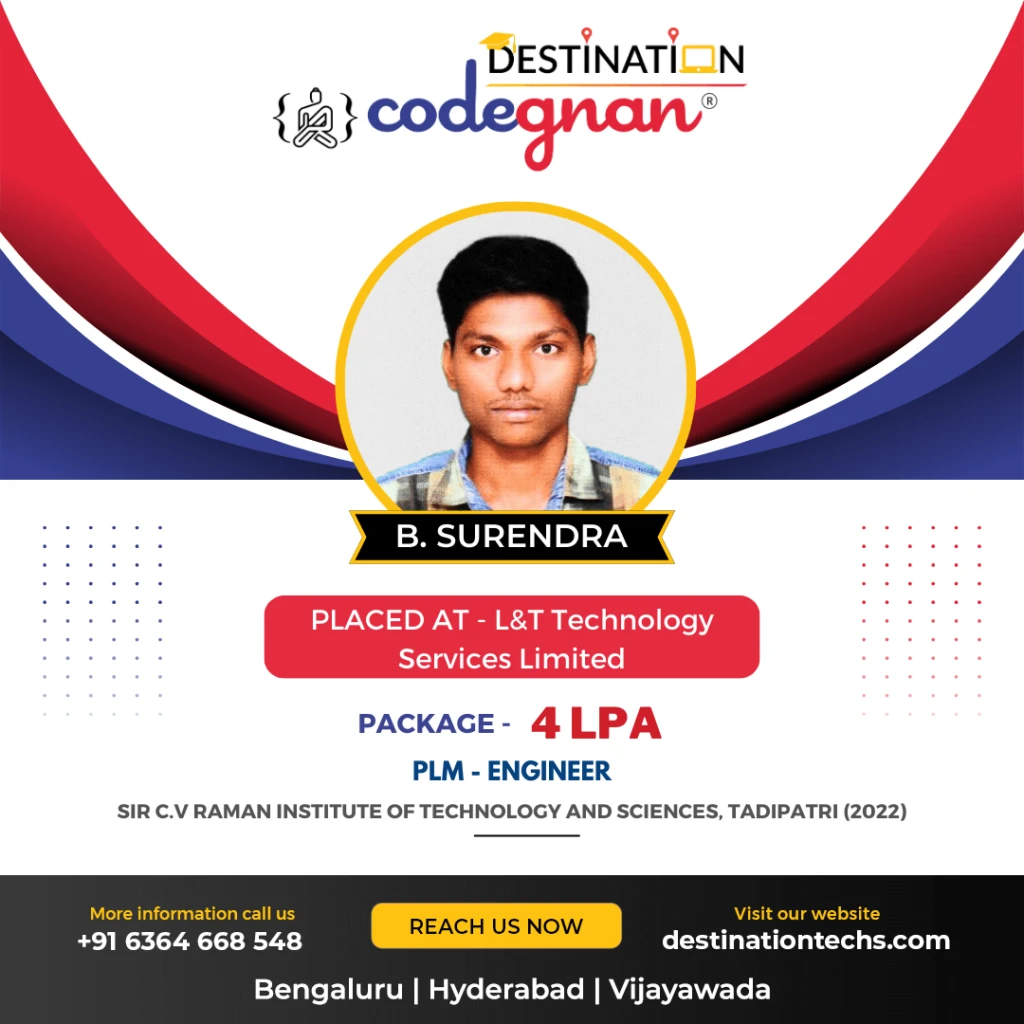 DESTINATION
codegnan®
B. SURENDRA
PLACED AT - L&T Technology
Services Limited
PACKAGE - 4 LPA
PLM - ENGINEER
SIR C.V RAMAN INSTITUTE OF TECHNOLOGY AND SCIENCES, TADIPATRI (2022)
More information call us
+91 6364 668 548
REACH US NOW
Visit our website
destinationtechs.com
Bengaluru | Hyderabad | Vijayawada